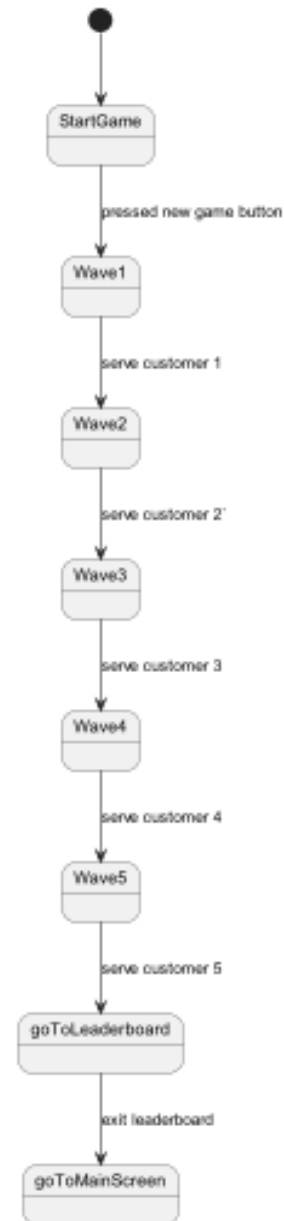 StartGame
pressed new game button
Wave1
serve customer 1
Wave2
serve customer 2`
Wave3
serve customer 3
Wave4
serve customer 4
Wave5
serve customer 5
goToLeaderboard
exit leaderboard
goToMainScreen